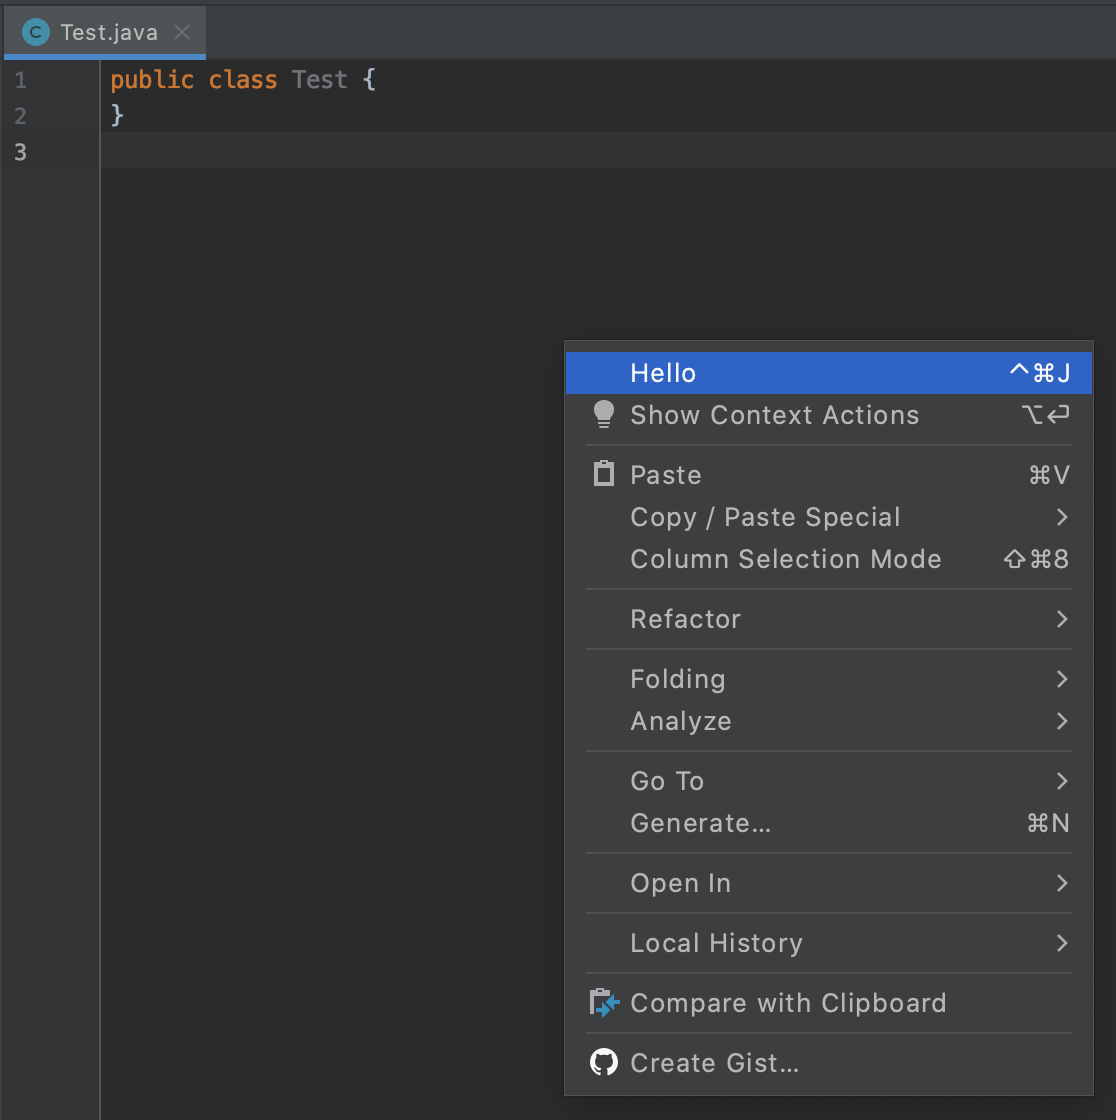 Test.java
1 public class Test {
2 }
3
Hello ^⌘J
Show Context Actions ⌥⏎
Paste ⌘V
Copy / Paste Special
Column Selection Mode ⇧⌘8
Refactor
Folding
Analyze
Go To
Generate... ⌘N
Open In
Local History
Compare with Clipboard
Create Gist...